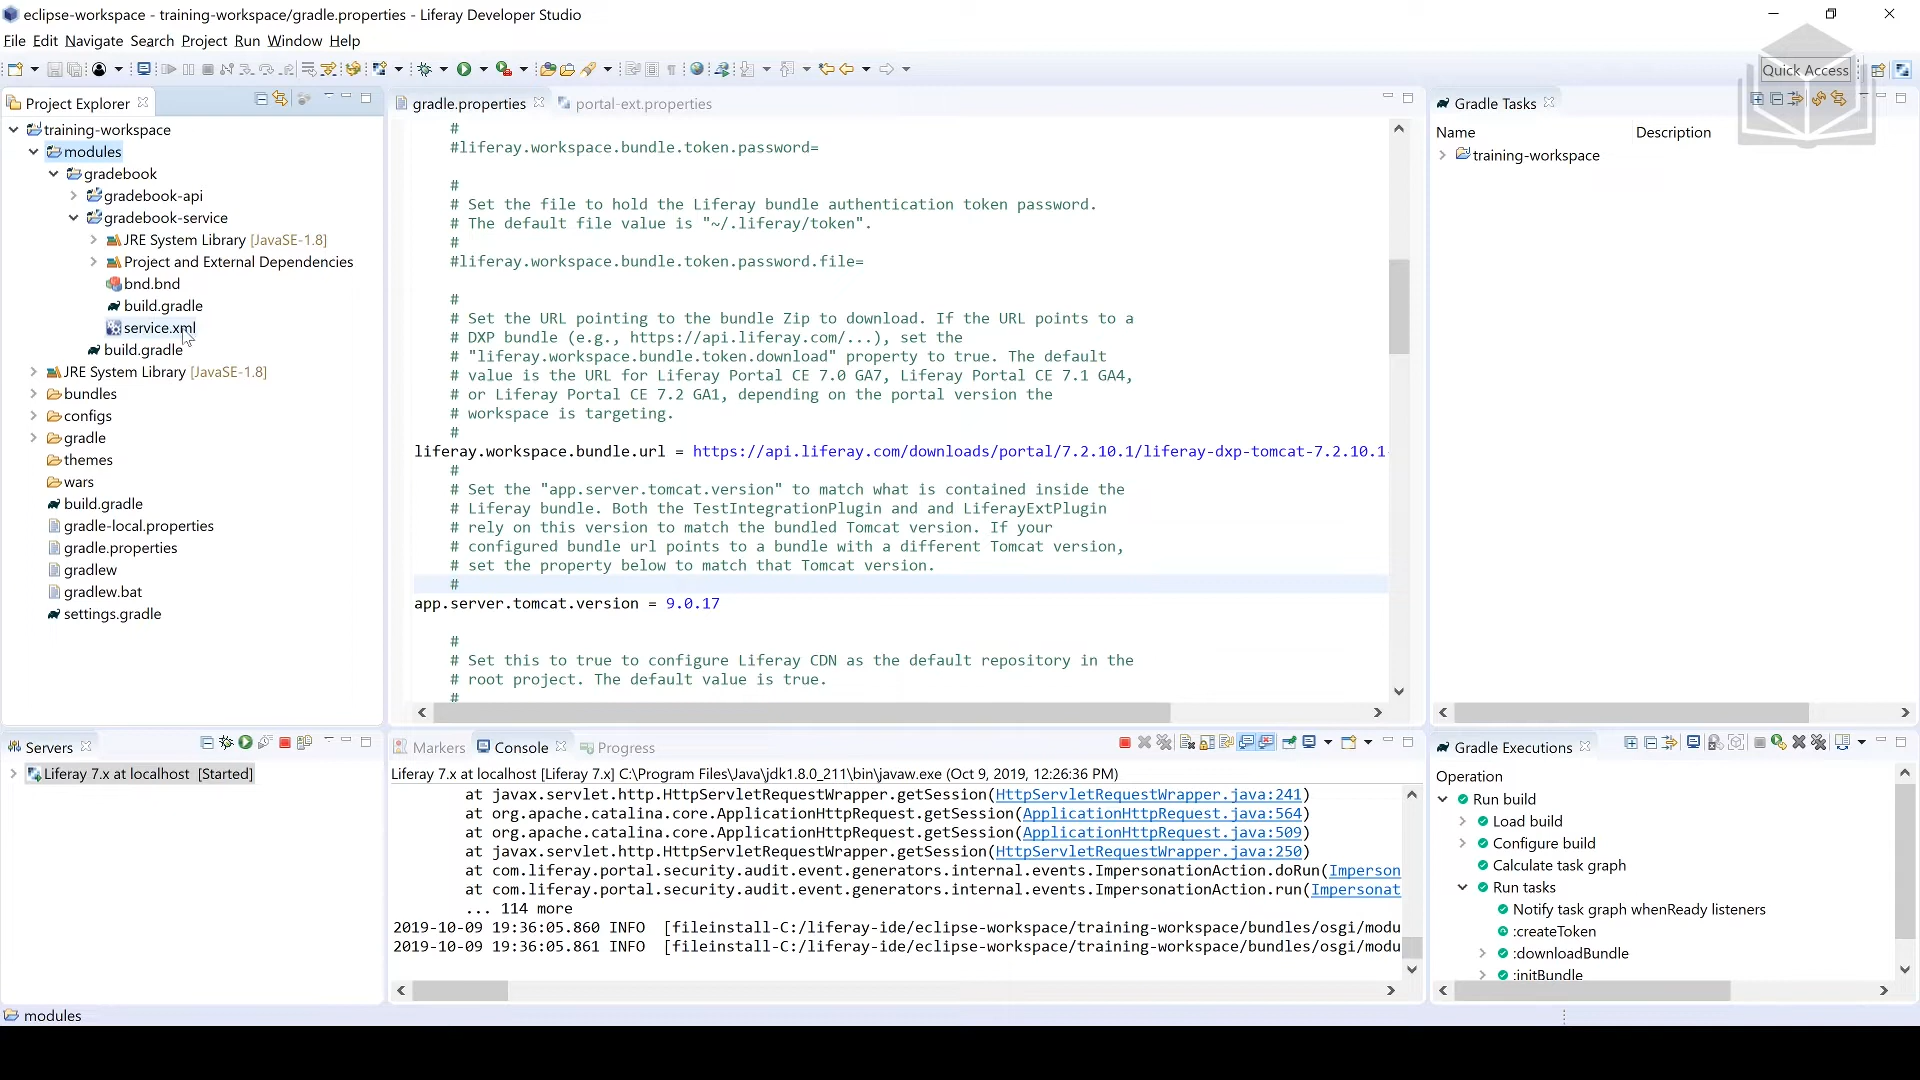 eclipse-workspace - training-workspace/gradle.properties - Liferay Developer Studio
File Edit Navigate Search Project Run Window Help
Quick Access
Project Explorer
training-workspace
modules
gradebook
gradebook-api
gradebook-service
JRE System Library [JavaSE-1.8]
Project and External Dependencies
bnd.bnd
build.gradle
service.xml
build.gradle
JRE System Library [JavaSE-1.8]
bundles
configs
gradle
themes
wars
build.gradle
gradle-local.properties
gradle.properties
gradlew
gradlew.bat
settings.gradle
gradle.properties
portal-ext.properties
#
#liferay.workspace.bundle.token.password=
#
# Set the file to hold the Liferay bundle authentication token password.
# The default file value is "~/.liferay/token".
#
#liferay.workspace.bundle.token.password.file=
#
# Set the URL pointing to the bundle Zip to download. If the URL points to a
# DXP bundle (e.g., https://api.liferay.com/...), set the
# "liferay.workspace.bundle.token.download" property to true. The default
# value is the URL for Liferay Portal CE 7.0 GA7, Liferay Portal CE 7.1 GA4,
# or Liferay Portal CE 7.2 GA1, depending on the portal version the
# workspace is targeting.
#
liferay.workspace.bundle.url = https://api.liferay.com/downloads/portal/7.2.10.1/liferay-dxp-tomcat-7.2.10.1-
#
# Set the "app.server.tomcat.version" to match what is contained inside the
# Liferay bundle. Both the TestIntegrationPlugin and and LiferayExtPlugin
# rely on this version to match the bundled Tomcat version. If your
# configured bundle url points to a bundle with a different Tomcat version,
# set the property below to match that Tomcat version.
#
app.server.tomcat.version = 9.0.17
#
# Set this to true to configure Liferay CDN as the default repository in the
# root project. The default value is true.
#
Gradle Tasks
Name Description
training-workspace
Servers
Liferay 7.x at localhost [Started]
Markers Console Progress
Liferay 7.x at localhost [Liferay 7.x] C:\Program Files\Java\jdk1.8.0_211\bin\javaw.exe (Oct 9, 2019, 12:26:36 PM)
at javax.servlet.http.HttpServletRequestWrapper.getSession(HttpServletRequestWrapper.java:241)
at org.apache.catalina.core.ApplicationHttpRequest.getSession(ApplicationHttpRequest.java:564)
at org.apache.catalina.core.ApplicationHttpRequest.getSession(ApplicationHttpRequest.java:509)
at javax.servlet.http.HttpServletRequestWrapper.getSession(HttpServletRequestWrapper.java:250)
at com.liferay.portal.security.audit.event.generators.internal.events.ImpersonationAction.doRun(Imperson
at com.liferay.portal.security.audit.event.generators.internal.events.ImpersonationAction.run(Impersonat
... 114 more
2019-10-09 19:36:05.860 INFO [fileinstall-C:/liferay-ide/eclipse-workspace/training-workspace/bundles/osgi/modu
2019-10-09 19:36:05.861 INFO [fileinstall-C:/liferay-ide/eclipse-workspace/training-workspace/bundles/osgi/modu
Gradle Executions
Operation
Run build
Load build
Configure build
Calculate task graph
Run tasks
Notify task graph whenReady listeners
:createToken
:downloadBundle
:initBundle
modules